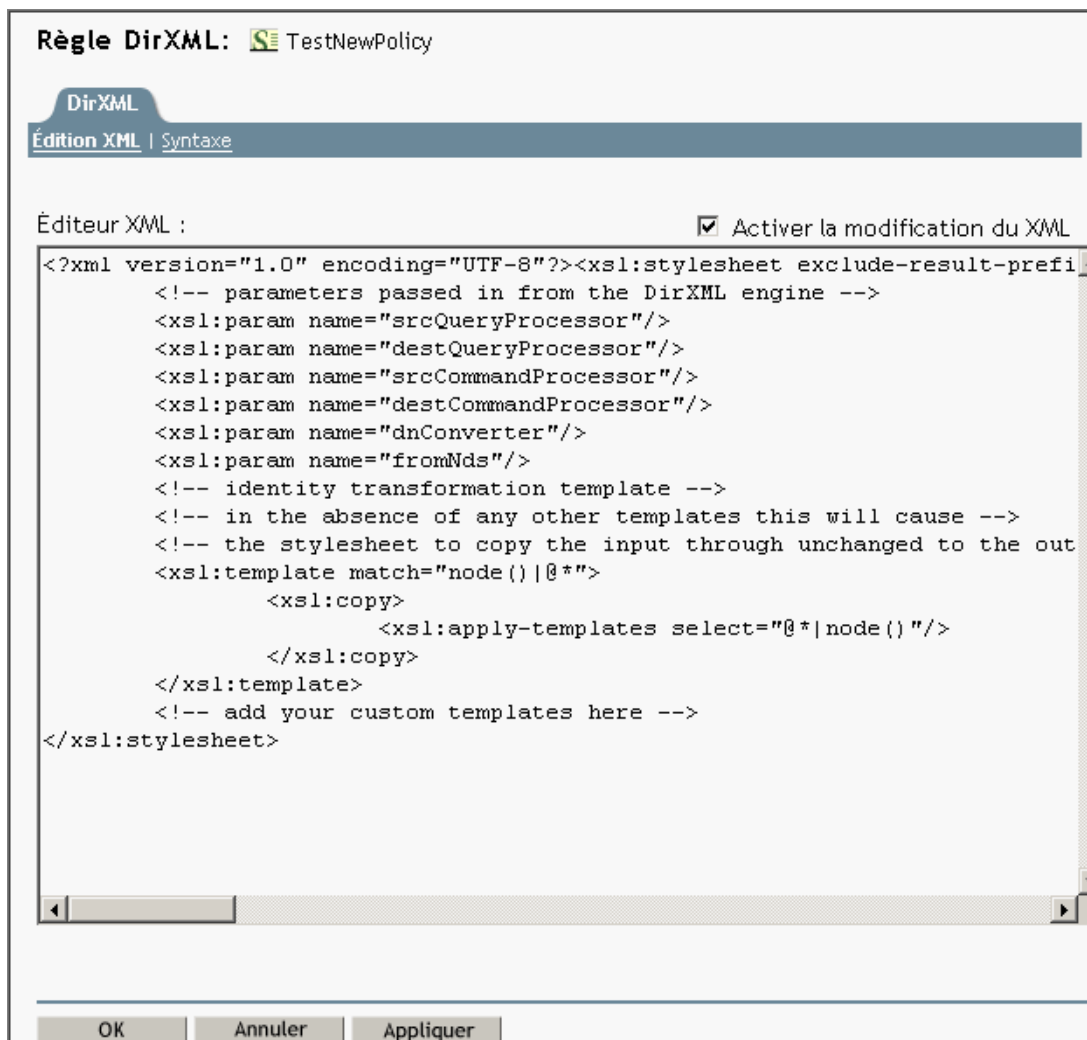 Règle DirXML: TestNewPolicy
DirXML
Édition XML | Syntaxe
Éditeur XML :
Activer la modification du XML
<?xml version="1.0" encoding="UTF-8"?><xsl:stylesheet exclude-result-prefi
<!-- parameters passed in from the DirXML engine -->
<xsl:param name="srcQueryProcessor"/>
<xsl:param name="destQueryProcessor"/>
<xsl:param name="srcCommandProcessor"/>
<xsl:param name="destCommandProcessor"/>
<xsl:param name="dnConverter"/>
<xsl:param name="fromNds"/>
<!-- identity transformation template -->
<!-- in the absence of any other templates this will cause -->
<!-- the stylesheet to copy the input through unchanged to the out
<xsl:template match="node()|@*">
<xsl:copy>
<xsl:apply-templates select="@*|node()"/>
</xsl:copy>
</xsl:template>
<!-- add your custom templates here -->
</xsl:stylesheet>
OK
Annuler
Appliquer